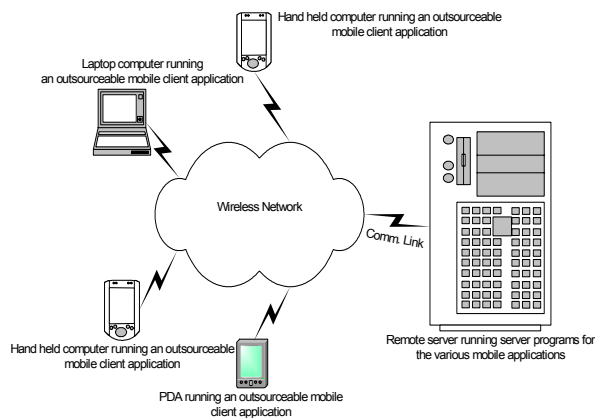 Hand held computer running an outsourceable
mobile client application
Laptop computer running
an outsourceable mobile client application
Wireless Network
Comm. Link
Hand held computer running an outsourceable
mobile client application
Remote server running server programs for
the various mobile applications
PDA running an outsourceable mobile
client application